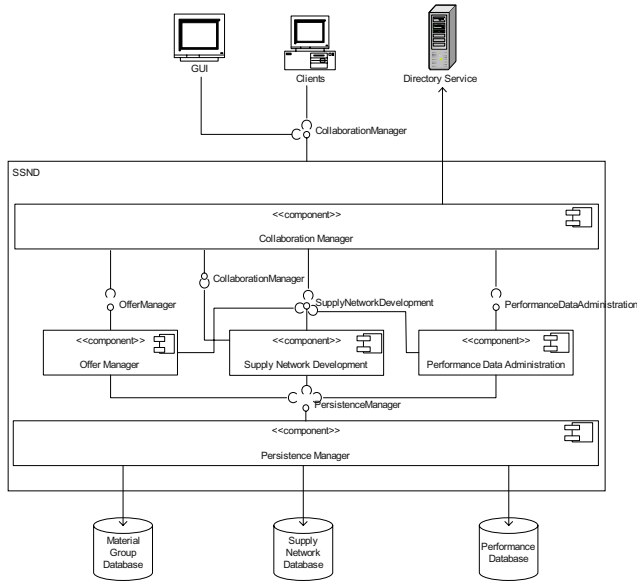 GUI
Clients
Directory Service
CollaborationManager
SSND
<<component>>
Collaboration Manager
CollaborationManager
OfferManager
SupplyNetworkDevelopment
PerformanceDataAdministration
<<component>>
Offer Manager
<<component>>
Supply Network Development
<<component>>
Performance Data Administration
PersistenceManager
<<component>>
Persistence Manager
Material
Group
Database
Supply
Network
Database
Performance
Database